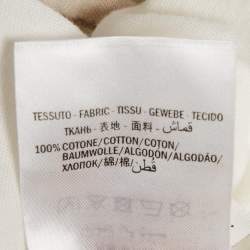 TESSUTO - FABRIC - TISSU - GEWEBE - TECIDO
ТКАНЬ - 表地 - 面料 - قماش
100% COTONE/COTTON/COTON/
BAUMWOLLE/ALGODÓN/ALGODÃO/
ХЛОПОК/綿/棉/قطن